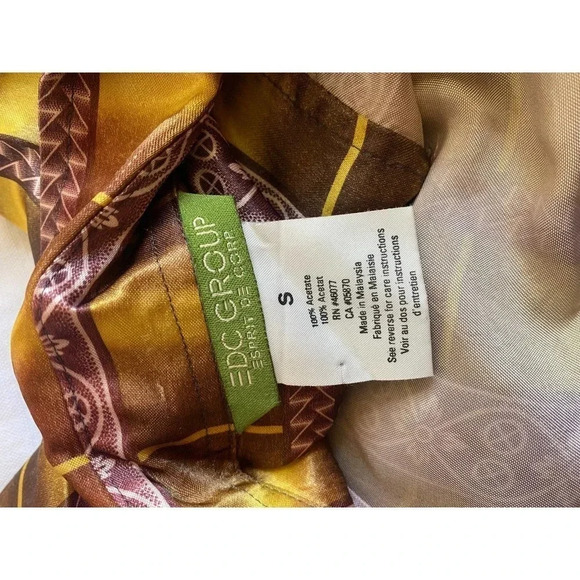 EDC GROUP
ESPRIT DE CORP.
S
100% Acetate
100% Acetat
RN #46077
CA #05870
Made in Malaysia
Fabriqué en Malaisie
See reverse for care instructions
Voir au dos pour instructions
d'entretien